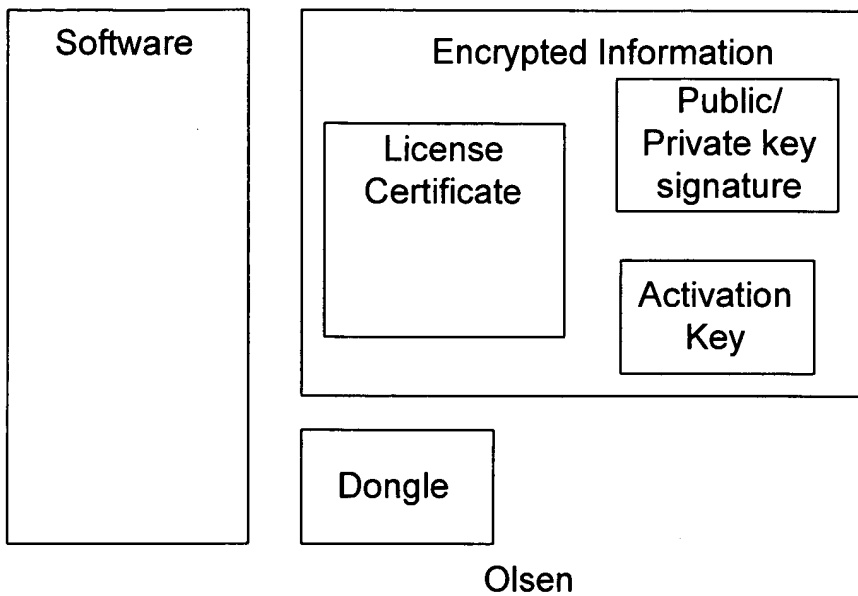 Software
Encrypted Information
License
Certificate
Public/
Private key
signature
Activation
Key
Dongle
Olsen